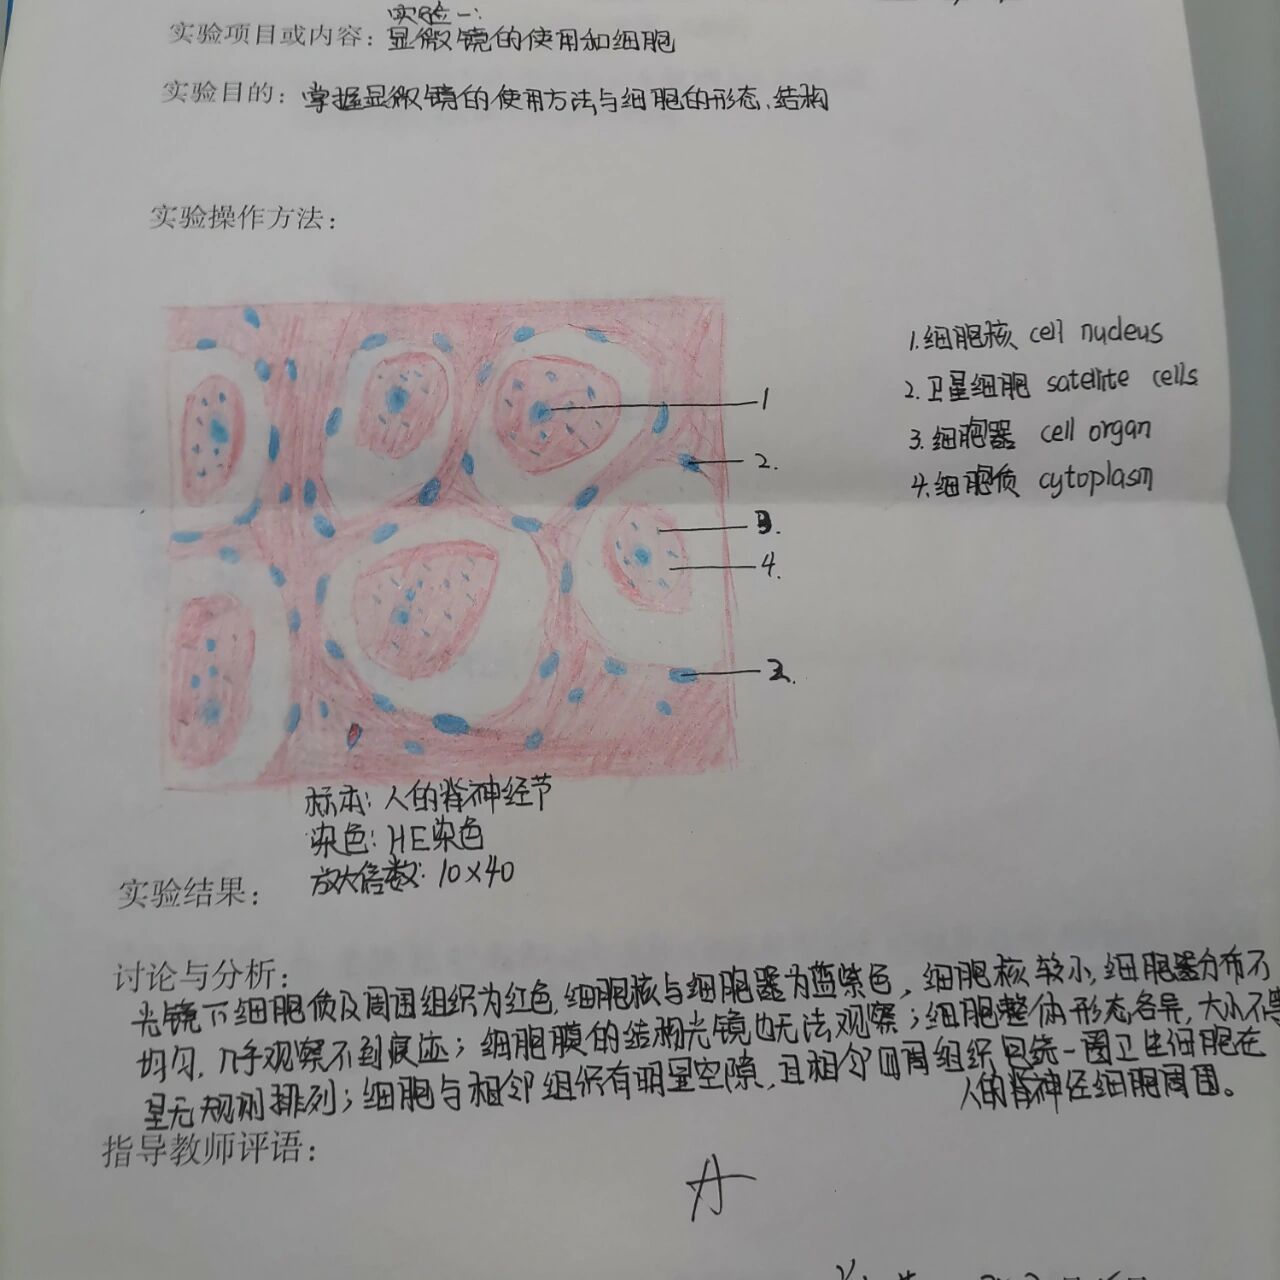 实验一:
实验项目或内容：显微镜的使用和细胞
实验目的：掌握显微镜的使用方法与细胞的形态、结构
实验操作方法：
1.细胞核 cell nucleus
2.卫星细胞 satellite cells
3.细胞器 cell organ
4.细胞质 cytoplasm
1
2.
3.
4.
2.
标本：人的脊神经节
染色：HE染色
放大倍数：10×40
实验结果：
讨论与分析：
光镜下细胞质及周围组织为红色，细胞核与细胞器为蓝紫色，细胞核较小，细胞器分布不
均匀，几乎观察不到痕迹；细胞膜的结构光镜也无法观察；细胞整体形态各异，大小不等
呈无规则排列；细胞与相邻组织有明显空隙，且相邻四周组织包绕一圈卫生细胞在
人的脊神经细胞周围。
指导教师评语：
A